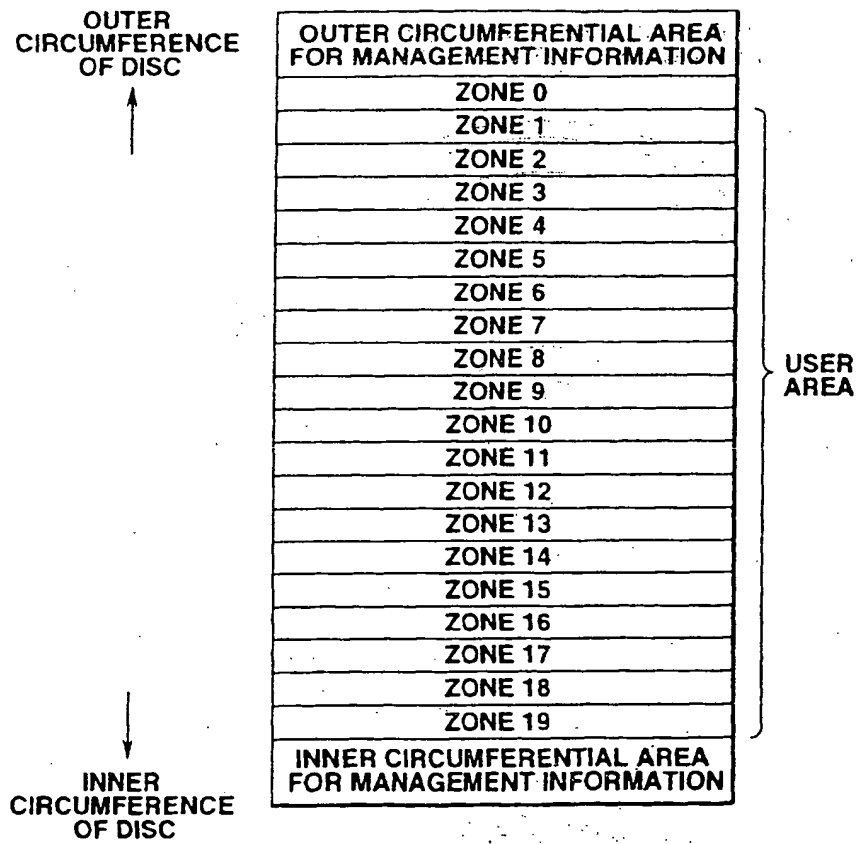 OUTER
CIRCUMFERENCE
OF DISC
OUTER CIRCUMFERENTIAL AREA
FOR MANAGEMENT INFORMATION
ZONE 0
ZONE 1
ZONE 2
ZONE 3
ZONE 4
ZONE 5
ZONE 6
ZONE 7
ZONE 8
ZONE 9
ZONE 10
ZONE 11
ZONE 12
ZONE 13
ZONE 14
ZONE 15
ZONE 16
ZONE 17
ZONE 18
ZONE 19
USER
AREA
INNER CIRCUMFERENTIAL AREA
FOR MANAGEMENT INFORMATION
INNER
CIRCUMFERENCE
OF DISC